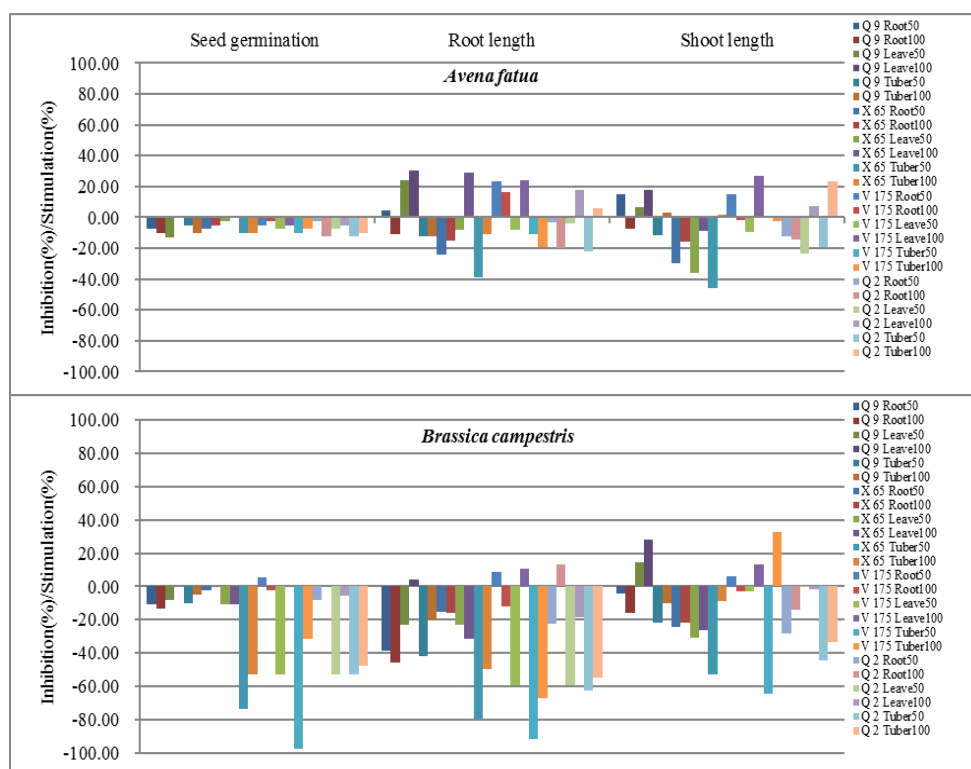 Seed germination Root length Shoot length
Avena fatua
Inhibition(%)/Stimulation(%)
100.00
80.00
60.00
40.00
20.00
0.00
-20.00
-40.00
-60.00
-80.00
-100.00
Q 9 Root50
Q 9 Root100
Q 9 Leave50
Q 9 Leave100
Q 9 Tuber50
Q 9 Tuber100
X 65 Root50
X 65 Root100
X 65 Leave50
X 65 Leave100
X 65 Tuber50
X 65 Tuber100
V 175 Root50
V 175 Root100
V 175 Leave50
V 175 Leave100
V 175 Tuber50
V 175 Tuber100
Q 2 Root50
Q 2 Root100
Q 2 Leave50
Q 2 Leave100
Q 2 Tuber50
Q 2 Tuber100
Brassica campestris
Inhibition(%)/Stimulation(%)
100.00
80.00
60.00
40.00
20.00
0.00
-20.00
-40.00
-60.00
-80.00
-100.00
Q 9 Root50
Q 9 Root100
Q 9 Leave50
Q 9 Leave100
Q 9 Tuber50
Q 9 Tuber100
X 65 Root50
X 65 Root100
X 65 Leave50
X 65 Leave100
X 65 Tuber50
X 65 Tuber100
V 175 Root50
V 175 Root100
V 175 Leave50
V 175 Leave100
V 175 Tuber50
V 175 Tuber100
Q 2 Root50
Q 2 Root100
Q 2 Leave50
Q 2 Leave100
Q 2 Tuber50
Q 2 Tuber100